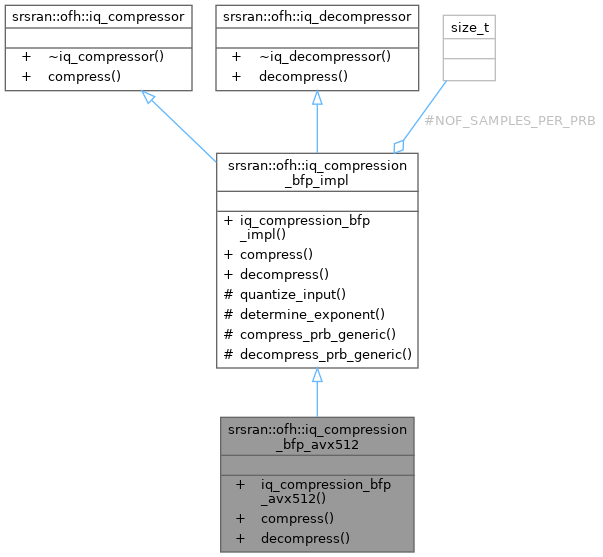 srsran::ofh::iq_compressor
+ ~iq_compressor()
+ compress()
srsran::ofh::iq_decompressor
+ ~iq_decompressor()
+ decompress()
size_t
#NOF_SAMPLES_PER_PRB
srsran::ofh::iq_compression
_bfp_impl
+ iq_compression_bfp
_impl()
+ compress()
+ decompress()
# quantize_input()
# determine_exponent()
# compress_prb_generic()
# decompress_prb_generic()
srsran::ofh::iq_compression
_bfp_avx512
+ iq_compression_bfp
_avx512()
+ compress()
+ decompress()